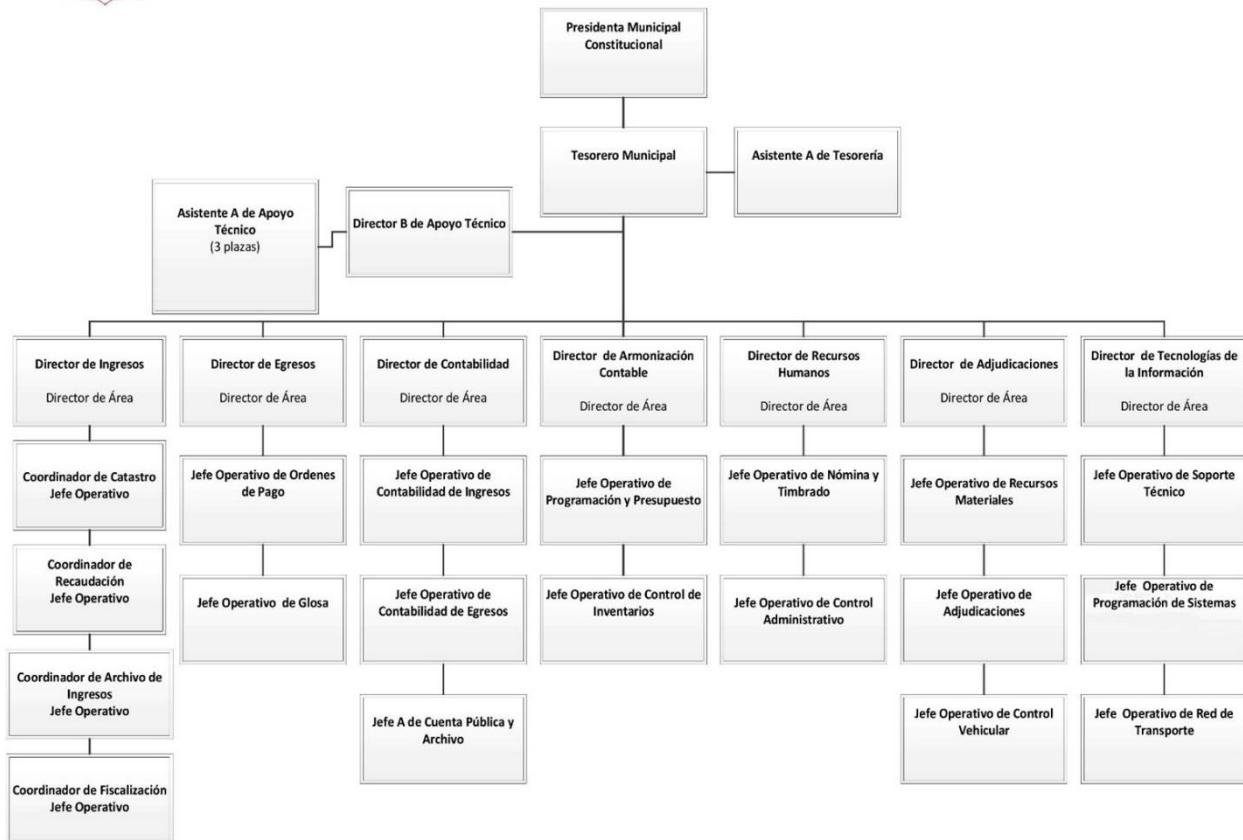 Presidenta Municipal
Constitucional
Tesorero Municipal
Asistente A de Tesorería
Asistente A de Apoyo
Técnico
(3 plazas)
Director B de Apoyo Técnico
Director de Ingresos
Director de Área
Director de Egresos
Director de Área
Director de Contabilidad
Director de Área
Director de Armonización
Contable
Director de Área
Director de Recursos
Humanos
Director de Área
Director de Adjudicaciones
Director de Área
Director de Tecnologías de
la Información
Director de Área
Coordinador de Catastro
Jefe Operativo
Jefe Operativo de Ordenes
de Pago
Jefe Operativo de
Contabilidad de Ingresos
Jefe Operativo de
Programación y Presupuesto
Jefe Operativo de Nómina y
Timbrado
Jefe Operativo de Recursos
Materiales
Jefe Operativo de Soporte
Técnico
Coordinador de
Recaudación
Jefe Operativo
Jefe Operativo de Glosa
Jefe Operativo de
Contabilidad de Egresos
Jefe Operativo de Control de
Inventarios
Jefe Operativo de Control
Administrativo
Jefe Operativo de
Adjudicaciones
Jefe Operativo de
Programación de Sistemas
Coordinador de Archivo de
Ingresos
Jefe Operativo
Jefe A de Cuenta Pública y
Archivo
Jefe Operativo de Control
Vehicular
Jefe Operativo de Red de
Transporte
Coordinador de Fiscalización
Jefe Operativo